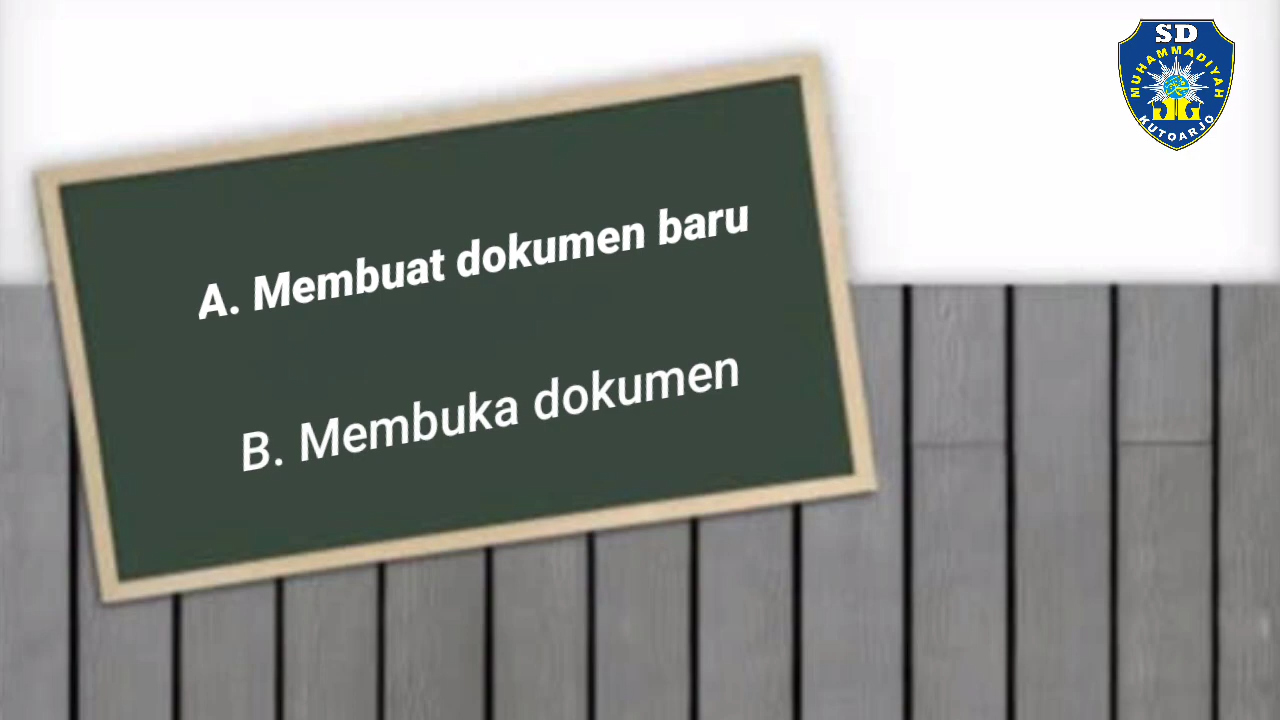 SD
MUHAMMADIYAH
KUTOARJO
A. Membuat dokumen baru
B. Membuka dokumen